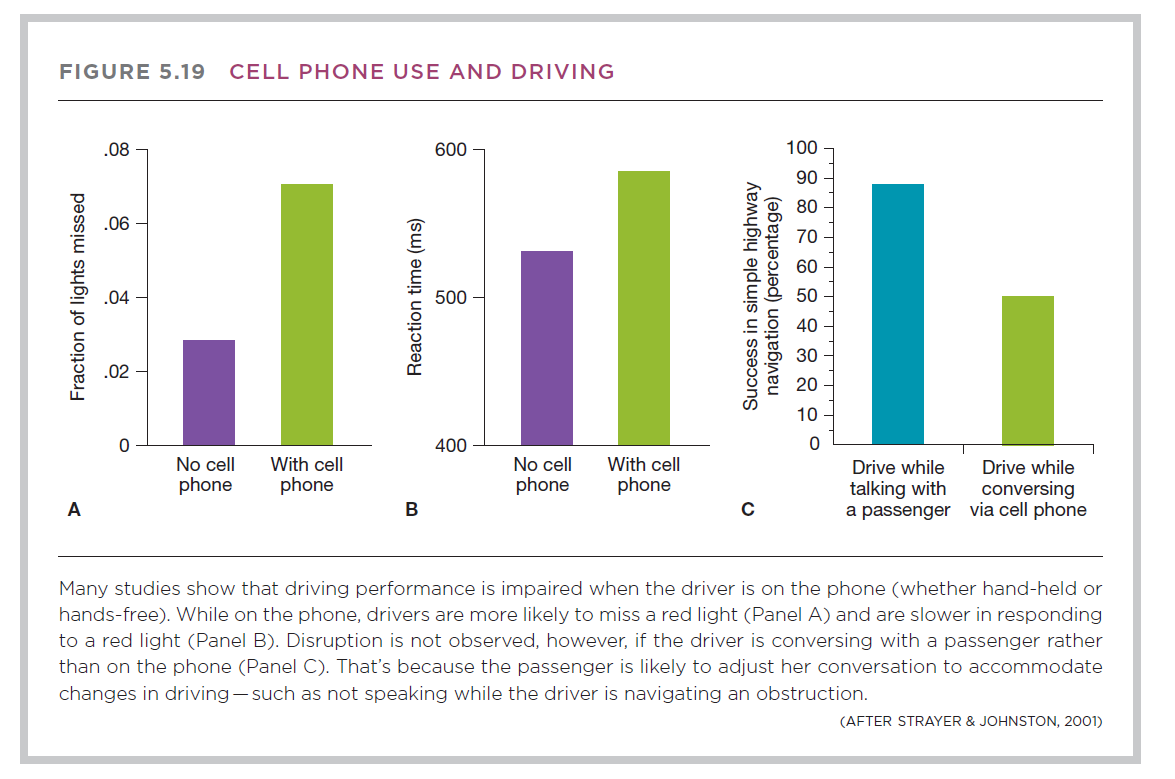 FIGURE 5.19 CELL PHONE USE AND DRIVING
Fraction of lights missed
.08
.06
.04
.02
0
No cell
phone
With cell
phone
A
Reaction time (ms)
600
500
400
No cell
phone
With cell
phone
B
Success in simple highway
navigation (percentage)
100
90
80
70
60
50
40
30
20
10
0
Drive while
talking with
a passenger
Drive while
conversing
via cell phone
C
Many studies show that driving performance is impaired when the driver is on the phone (whether hand-held or
hands-free). While on the phone, drivers are more likely to miss a red light (Panel A) and are slower in responding
to a red light (Panel B). Disruption is not observed, however, if the driver is conversing with a passenger rather
than on the phone (Panel C). That’s because the passenger is likely to adjust her conversation to accommodate
changes in driving—such as not speaking while the driver is navigating an obstruction.
(AFTER STRAYER & JOHNSTON, 2001)